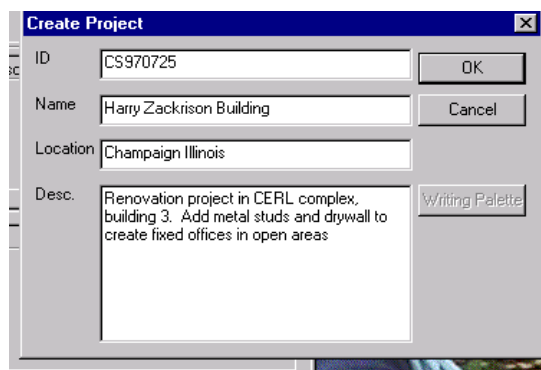 Create Project
ID
CS970725
OK
Name
Harry Zackrison Building
Cancel
Location
Champaign Illinois
Desc.
Renovation project in CERL complex,
building 3.  Add metal studs and drywall to
create fixed offices in open areas
Writing Palette